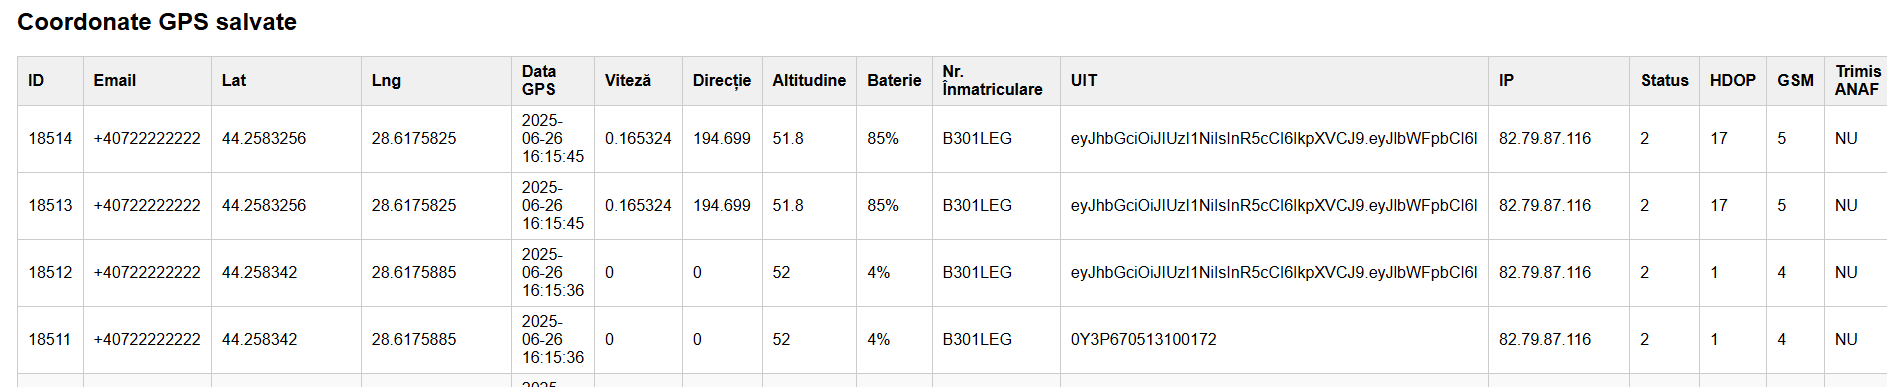 Coordonate GPS salvate
ID Email Lat Lng Data GPS Viteză Direcție Altitudine Baterie Nr. Înmatriculare UIT IP Status HDOP GSM Trimis ANAF
18514 +40722222222 44.2583256 28.6175825 2025-06-26 16:15:45 0.165324 194.699 51.8 85% B301LEG eyJhbGciOiJIUzI1NiIsInR5cCI6IkpXVCJ9.eyJlbWFpbCI6I 82.79.87.116 2 17 5 NU
18513 +40722222222 44.2583256 28.6175825 2025-06-26 16:15:45 0.165324 194.699 51.8 85% B301LEG eyJhbGciOiJIUzI1NiIsInR5cCI6IkpXVCJ9.eyJlbWFpbCI6I 82.79.87.116 2 17 5 NU
18512 +40722222222 44.258342 28.6175885 2025-06-26 16:15:36 0 0 52 4% B301LEG eyJhbGciOiJIUzI1NiIsInR5cCI6IkpXVCJ9.eyJlbWFpbCI6I 82.79.87.116 2 1 4 NU
18511 +40722222222 44.258342 28.6175885 2025-06-26 16:15:36 0 0 52 4% B301LEG 0Y3P670513100172 82.79.87.116 2 1 4 NU
2025-